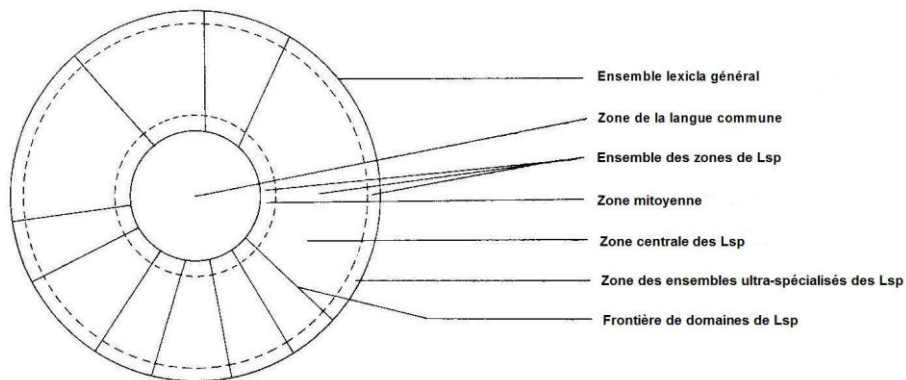 Ensemble lexicla général
Zone de la langue commune
Ensemble des zones de Lsp
Zone mitoyenne
Zone centrale des Lsp
Zone des ensembles ultra-spécialisés des Lsp
Frontière de domaines de Lsp